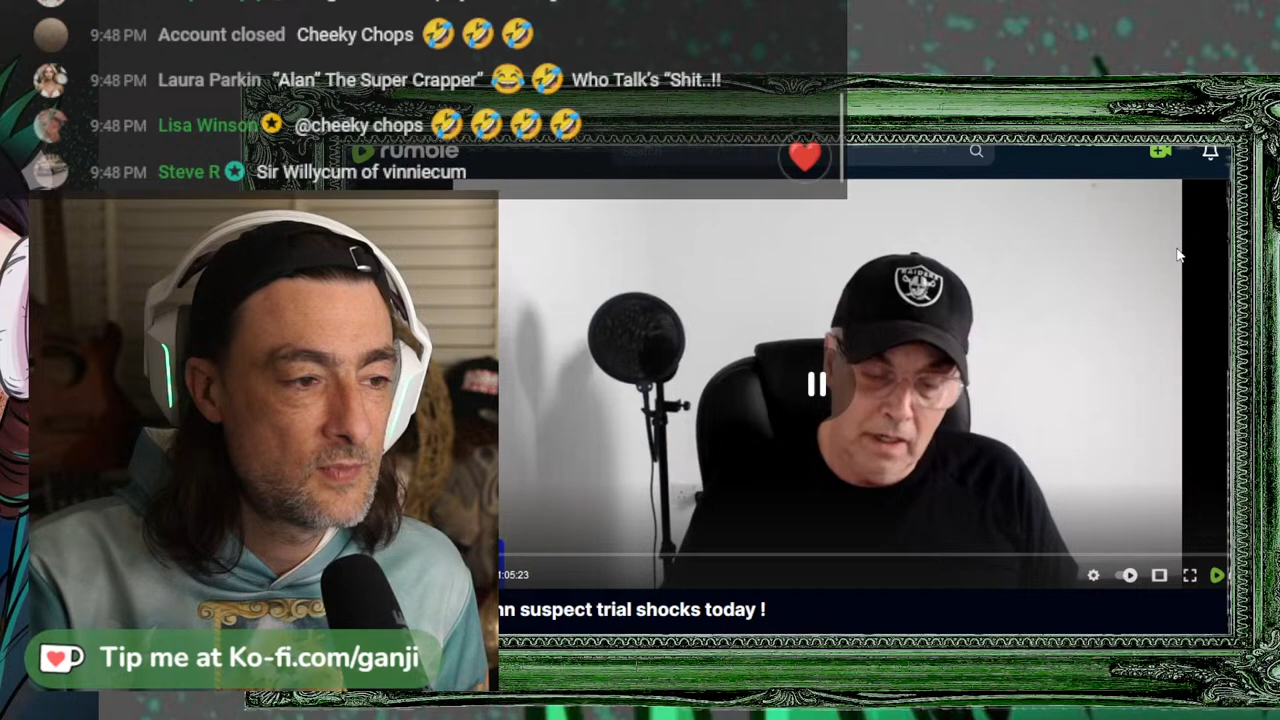 9:48 PM Account closed Cheeky Chops 🤣 🤣 🤣
9:48 PM Laura Parkin “Alan” The Super Crapper” 😂 🤣 Who Talk’s “Shit..!!
9:48 PM Lisa Winson @cheeky chops 🤣 🤣 🤣 🤣
rumble
9:48 PM Steve R Sir Willycum of vinniecum
RAIDERS
1:05:23
nn suspect trial shocks today !
Tip me at Ko-fi.com/ganji